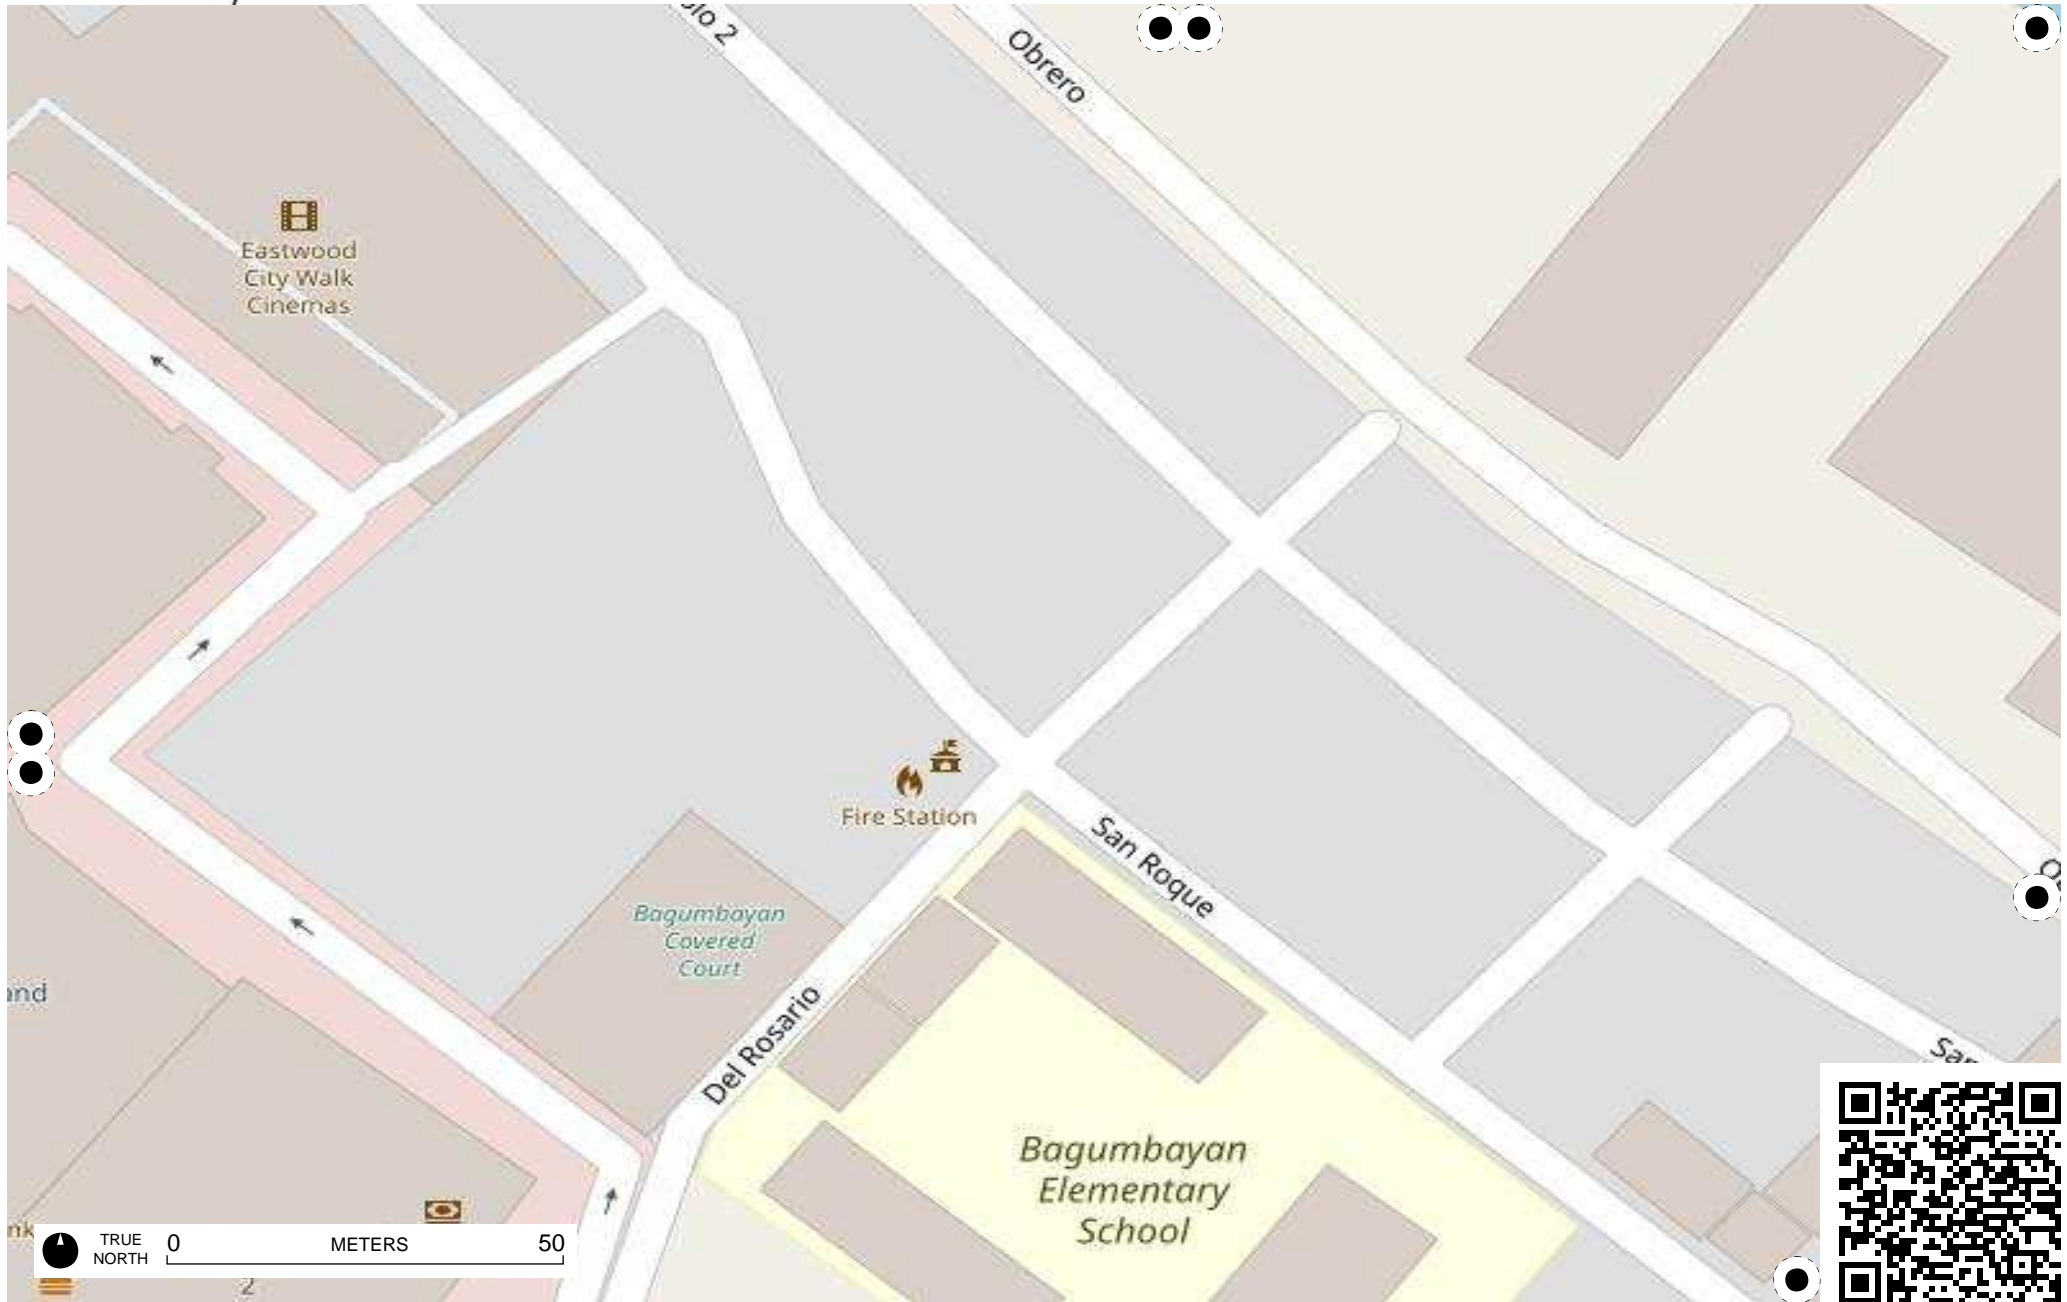 Obrero
Eastwood
City Walk
Cinemas
Fire Station
San Roque
Bagumbayan
Covered
Court
Del Rosario
Bagumbayan
Elementary
School
TRUE
NORTH
0
METERS
50
2